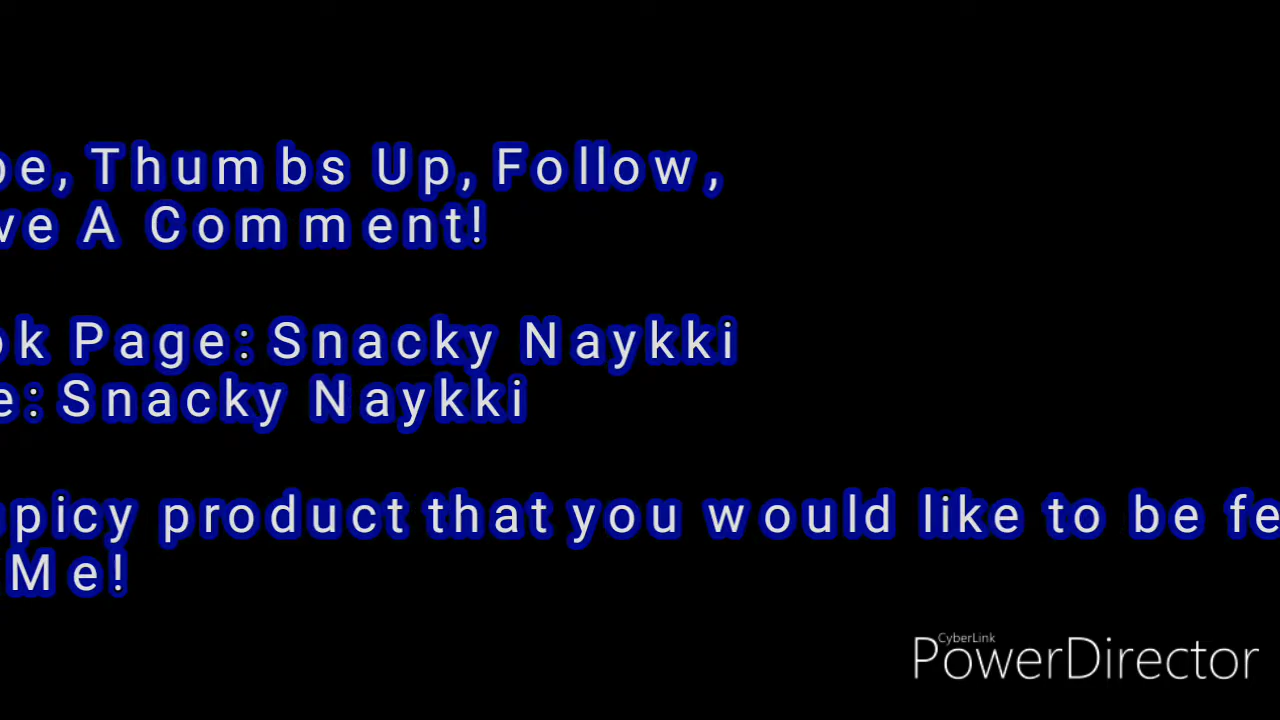 be, Thumbs Up, Follow,
ve A Comment!
ok Page: Snacky Naykki
e: Snacky Naykki
picy product that you would like to be fe
Me!
CyberLink
PowerDirector